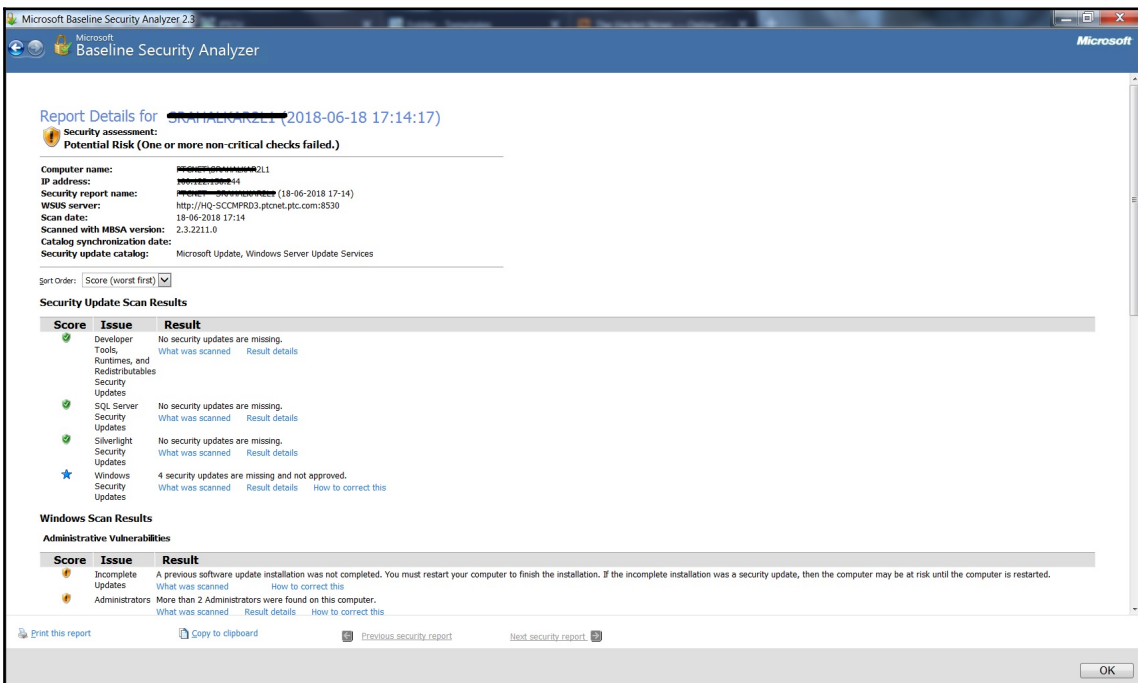 Microsoft Baseline Security Analyzer 2.3
Microsoft
Baseline Security Analyzer
Microsoft
Report Details for (2018-06-18 17:14:17)
Security assessment:
Potential Risk (One or more non-critical checks failed.)
Computer name: 2L1
IP address: 244
Security report name: (18-06-2018 17-14)
WSUS server: http://HQ-SCCMPRD3.ptcnet.ptc.com:8530
Scan date: 18-06-2018 17:14
Scanned with MBSA version: 2.3.2211.0
Catalog synchronization date:
Security update catalog: Microsoft Update, Windows Server Update Services
Sort Order: Score (worst first)
Security Update Scan Results
Score Issue Result
Developer No security updates are missing.
Tools, What was scanned Result details
Runtimes, and
Redistributables
Security
Updates
SQL Server No security updates are missing.
Security What was scanned Result details
Updates
Silverlight No security updates are missing.
Security What was scanned Result details
Updates
Windows 4 security updates are missing and not approved.
Security What was scanned Result details How to correct this
Updates
Windows Scan Results
Administrative Vulnerabilities
Score Issue Result
Incomplete A previous software update installation was not completed. You must restart your computer to finish the installation. If the incomplete installation was a security update, then the computer may be at risk until the computer is restarted.
Updates What was scanned How to correct this
Administrators More than 2 Administrators were found on this computer.
What was scanned Result details How to correct this
Print this report Copy to clipboard Previous security report Next security report
OK